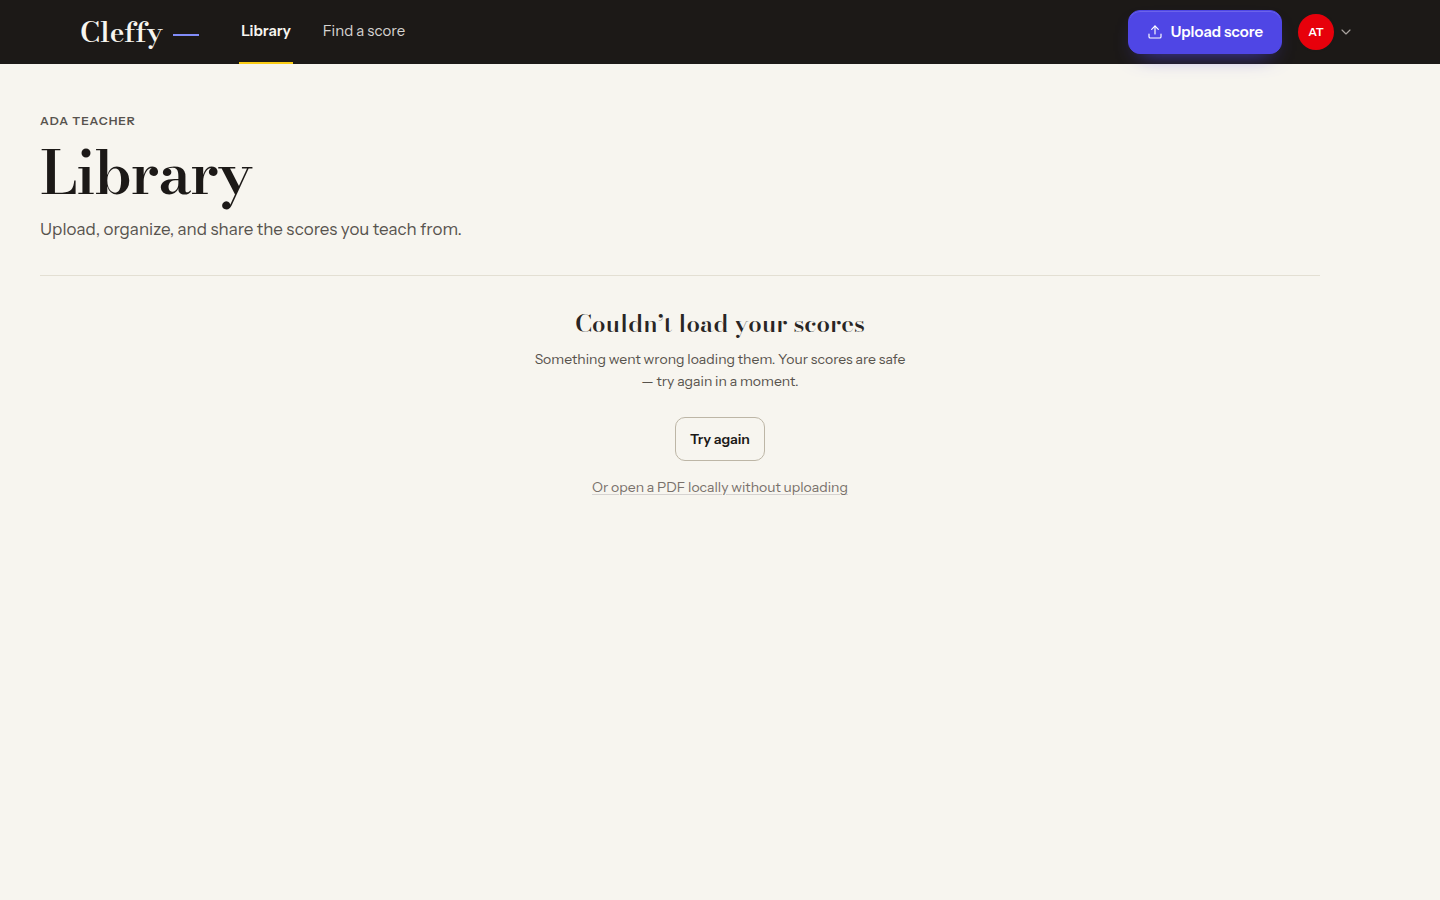 Cleffy
Library
Find a score
Upload score
AT
ADA TEACHER
Library
Upload, organize, and share the scores you teach from.
Couldn’t load your scores
Something went wrong loading them. Your scores are safe
— try again in a moment.
Try again
Or open a PDF locally without uploading